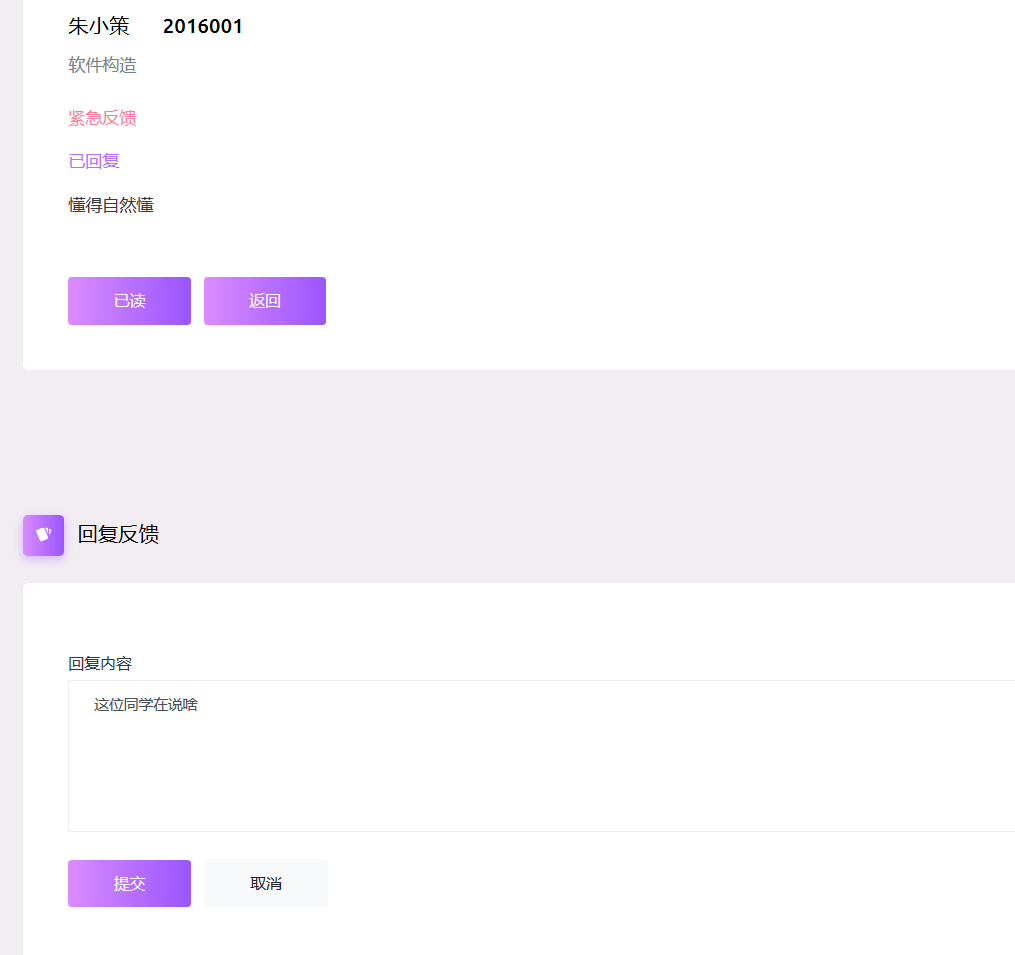 朱小策 2016001
软件构造
紧急反馈
已回复
懂得自然懂
已读 返回
回复反馈
回复内容
这位同学在说啥
提交 取消